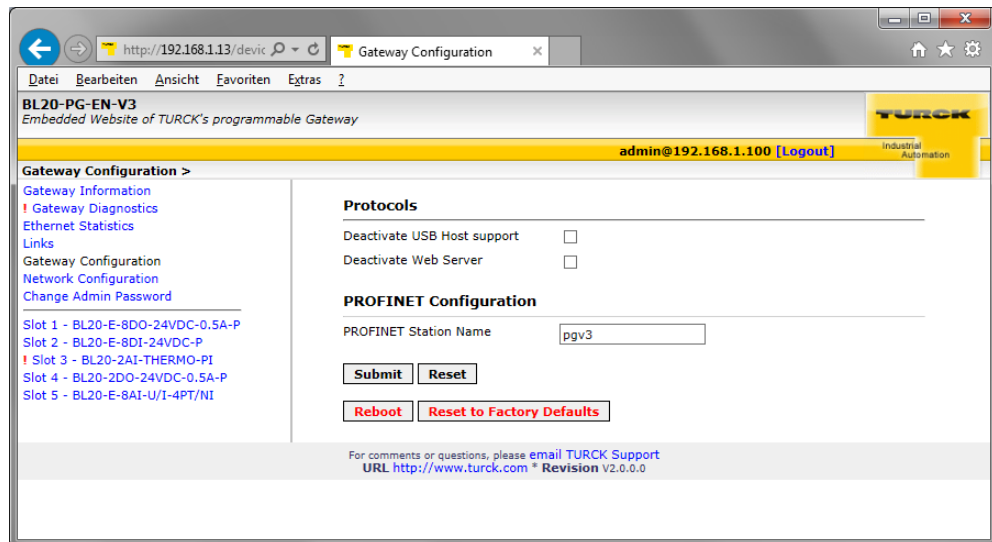 http://192.168.1.13/devic
Gateway Configuration
Datei Bearbeiten Ansicht Favoriten Extras ?
BL20-PG-EN-V3
Embedded Website of TURCK's programmable Gateway
TURCK
Industrial
Automation
admin@192.168.1.100 [Logout]
Gateway Configuration >
Gateway Information
! Gateway Diagnostics
Ethernet Statistics
Links
Gateway Configuration
Network Configuration
Change Admin Password
Slot 1 - BL20-E-8DO-24VDC-0.5A-P
Slot 2 - BL20-E-8DI-24VDC-P
! Slot 3 - BL20-2AI-THERMO-PI
Slot 4 - BL20-2DO-24VDC-0.5A-P
Slot 5 - BL20-E-8AI-U/I-4PT/NI
Protocols
Deactivate USB Host support
Deactivate Web Server
PROFINET Configuration
PROFINET Station Name pgv3
Submit Reset
Reboot Reset to Factory Defaults
For comments or questions, please email TURCK Support
URL http://www.turck.com * Revision V2.0.0.0